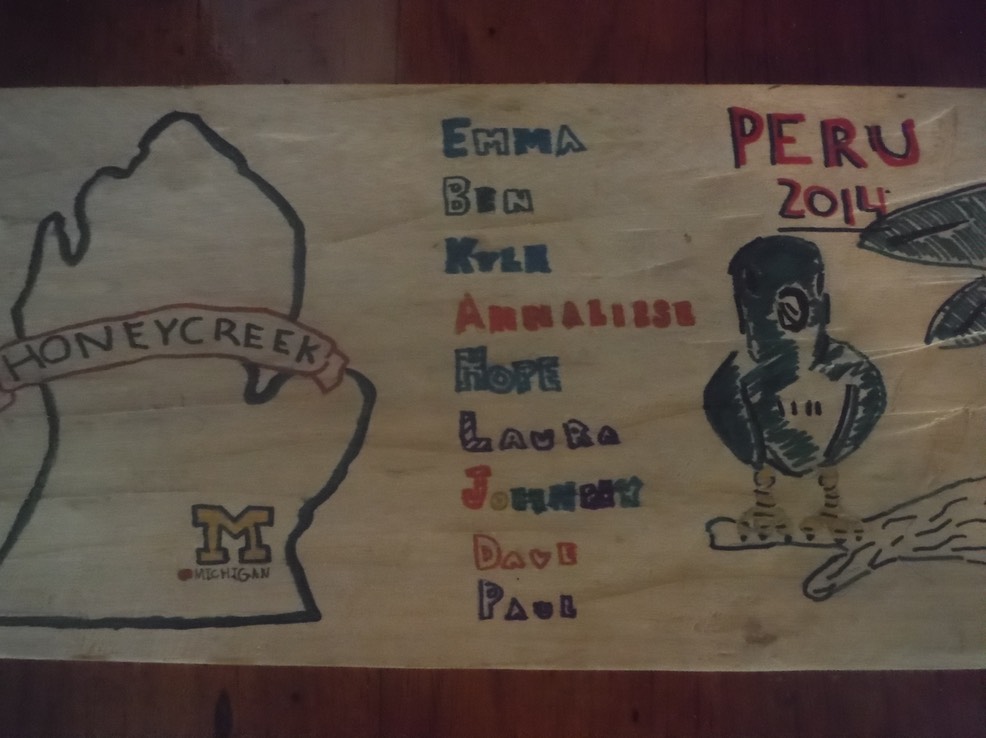 HONEYCREEK
M
MICHIGAN
EMMA
BEN
KYLE
ANNALIESE
HOPE
LAURA
JOHNNY
DAVE
PAUL
PERU
2014